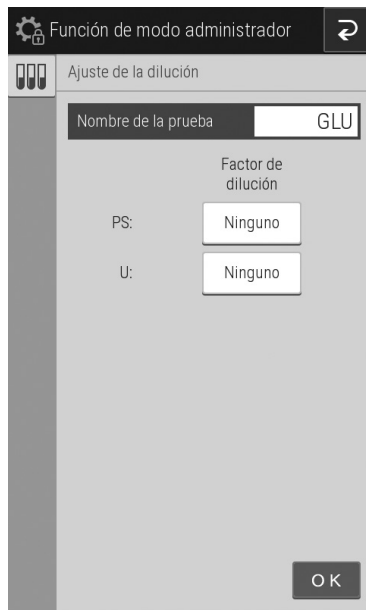 Función de modo administrador
Ajuste de la dilución
Nombre de la prueba GLU
Factor de
dilución
PS: Ninguno
U: Ninguno
OK